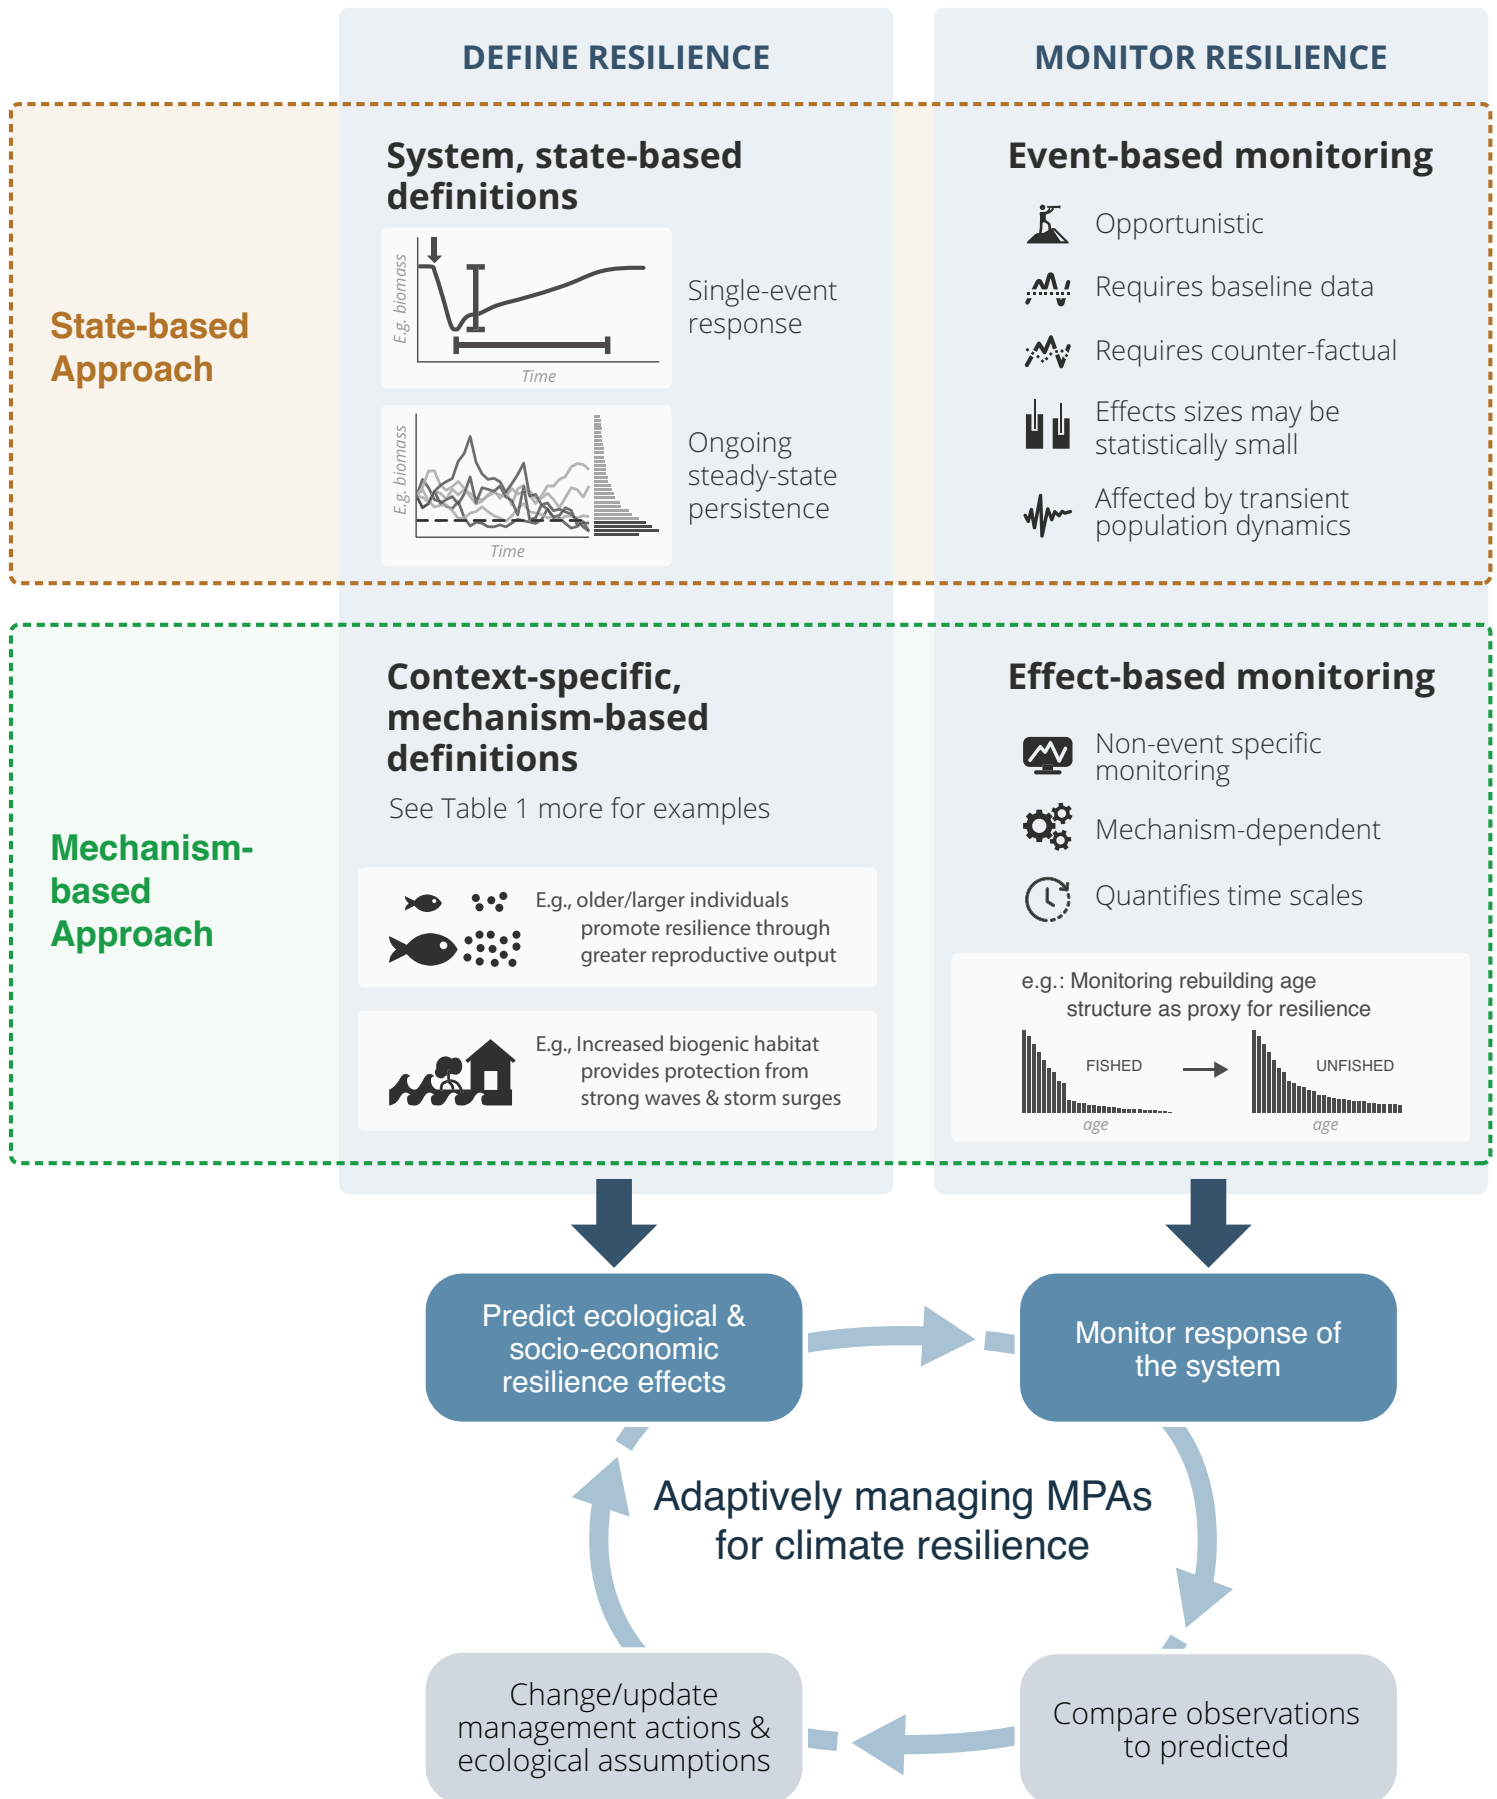 DEFINE RESILIENCE
MONITOR RESILIENCE
State-based
Approach
System, state-based
definitions
E.g. biomass
Time
Single-event
response
E.g. biomass
Time
Ongoing
steady-state
persistence
Event-based monitoring
Opportunistic
Requires baseline data
Requires counter-factual
Effects sizes may be
statistically small
Affected by transient
population dynamics
Mechanism-
based
Approach
Context-specific,
mechanism-based
definitions
See Table 1 more for examples
E.g., older/larger individuals
promote resilience through
greater reproductive output
E.g., Increased biogenic habitat
provides protection from
strong waves & storm surges
Effect-based monitoring
Non-event specific
monitoring
Mechanism-dependent
Quantifies time scales
e.g.: Monitoring rebuilding age
structure as proxy for resilience
FISHED
UNFISHED
age
age
Predict ecological &
socio-economic
resilience effects
Monitor response of
the system
Adaptively managing MPAs
for climate resilience
Change/update
management actions &
ecological assumptions
Compare observations
to predicted